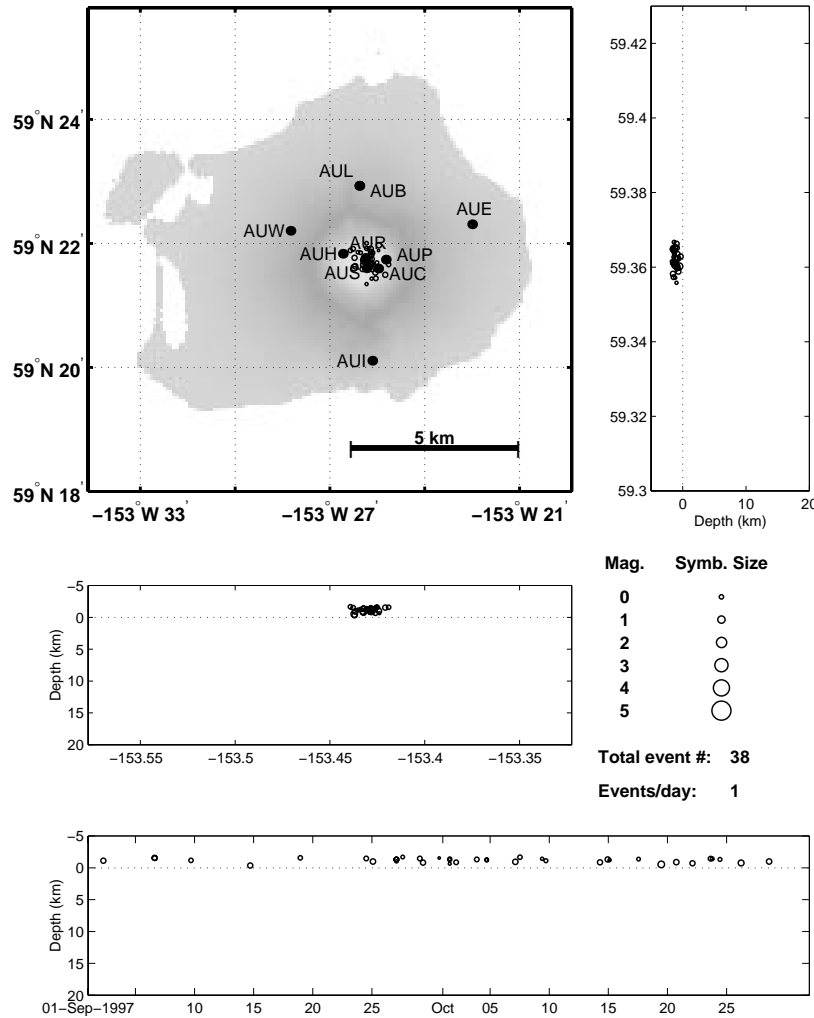 59° N 24'
59° N 22'
59° N 20'
59° N 18'
AUL
AUB
AUE
AUW
AUR
AUH
AUP
AUS
AUC
AUI
5 km
−153° W 33'
−153° W 27'
−153° W 21'
59.42
59.4
59.38
59.36
59.34
59.32
59.3
0
10
20
Depth (km)
−5
0
5
10
15
20
Depth (km)
−153.55
−153.5
−153.45
−153.4
−153.35
Mag. Symb. Size
0
1
2
3
4
5
Total event #: 38
Events/day: 1
−5
0
5
10
15
20
Depth (km)
01−Sep−1997
10
15
20
25
Oct
05
10
15
20
25